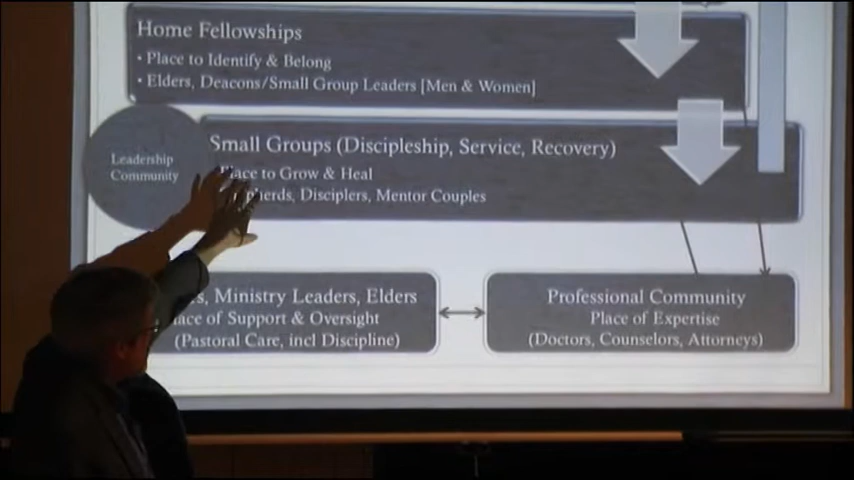 Home Fellowships
• Place to Identify & Belong
• Elders, Deacons/Small Group Leaders [Men & Women]
Small Groups (Discipleship, Service, Recovery)
Leadership
Community
Place to Grow & Heal
Disciplers, Mentor Couples
Ministry Leaders, Elders
of Support & Oversight
(Pastoral Care, incl Discipline)
Professional Community
Place of Expertise
(Doctors, Counselors, Attorneys)